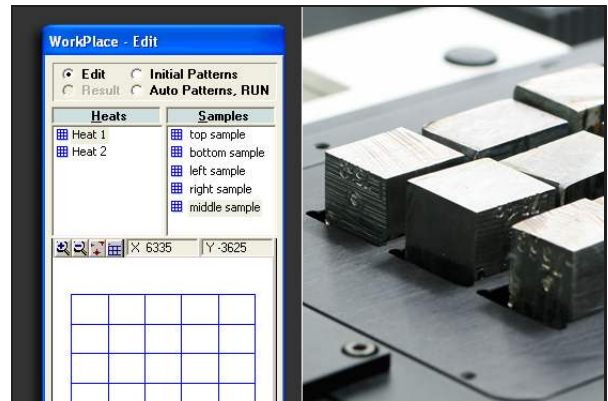 WorkPlace - Edit
Edit Initial Patterns
Result Auto Patterns, RUN
Heats Samples
Heat 1 top sample
Heat 2 bottom sample
left sample
right sample
middle sample
X 6335 Y -3625